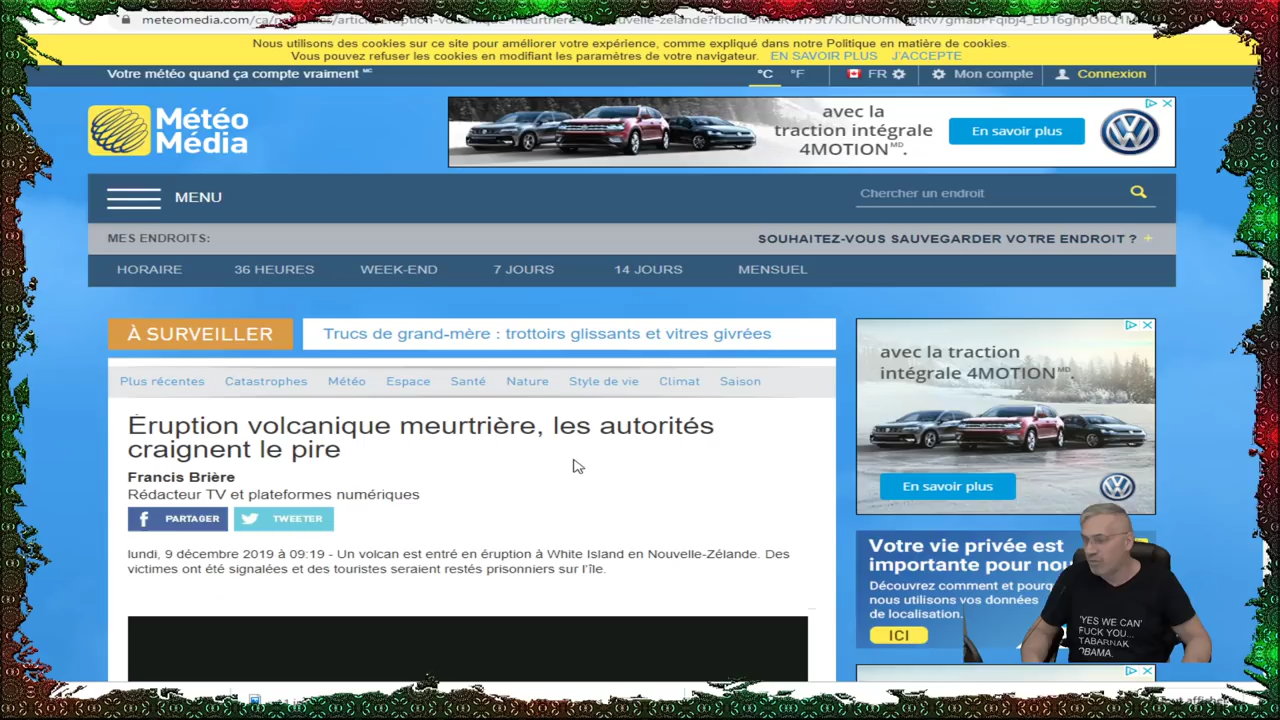 meteomedia.com/ca/
Nous utilisons des cookies sur ce site pour améliorer votre expérience, comme expliqué dans notre Politique en matière de cookies.
Vous pouvez refuser les cookies en modifiant les paramètres de votre navigateur. EN SAVOIR PLUS J'ACCEPTE
Votre météo quand ça compte vraiment MC
°C °F FR Mon compte Connexion
Météo
Média
avec la
traction intégrale
4MOTION MD.
En savoir plus
MENU
Chercher un endroit
MES ENDROITS:
SOUHAITEZ-VOUS SAUVEGARDER VOTRE ENDROIT ? +
HORAIRE 36 HEURES WEEK-END 7 JOURS 14 JOURS MENSUEL
À SURVEILLER
Trucs de grand-mère : trottoirs glissants et vitres givrées
Plus récentes Catastrophes Météo Espace Santé Nature Style de vie Climat Saison
Éruption volcanique meurtrière, les autorités
craignent le pire
Francis Brière
Rédacteur TV et plateformes numériques
PARTAGER TWEETER
lundi, 9 décembre 2019 à 09:19 - Un volcan est entré en éruption à White Island en Nouvelle-Zélande. Des
victimes ont été signalées et des touristes seraient restés prisonniers sur l'île.
avec la traction
intégrale 4MOTION MD.
En savoir plus
Votre vie privée est
importante pour nou
Découvrez comment et pourq
nous utilisons vos données
de localisation.
ICI
'YES WE CAN'
FUCK YOU...
TABARNAK
OBAMA.